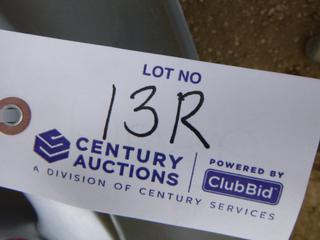 LOT NO
13R
CENTURY
AUCTIONS
POWERED BY
ClubBid
A DIVISION OF CENTURY SERVICES